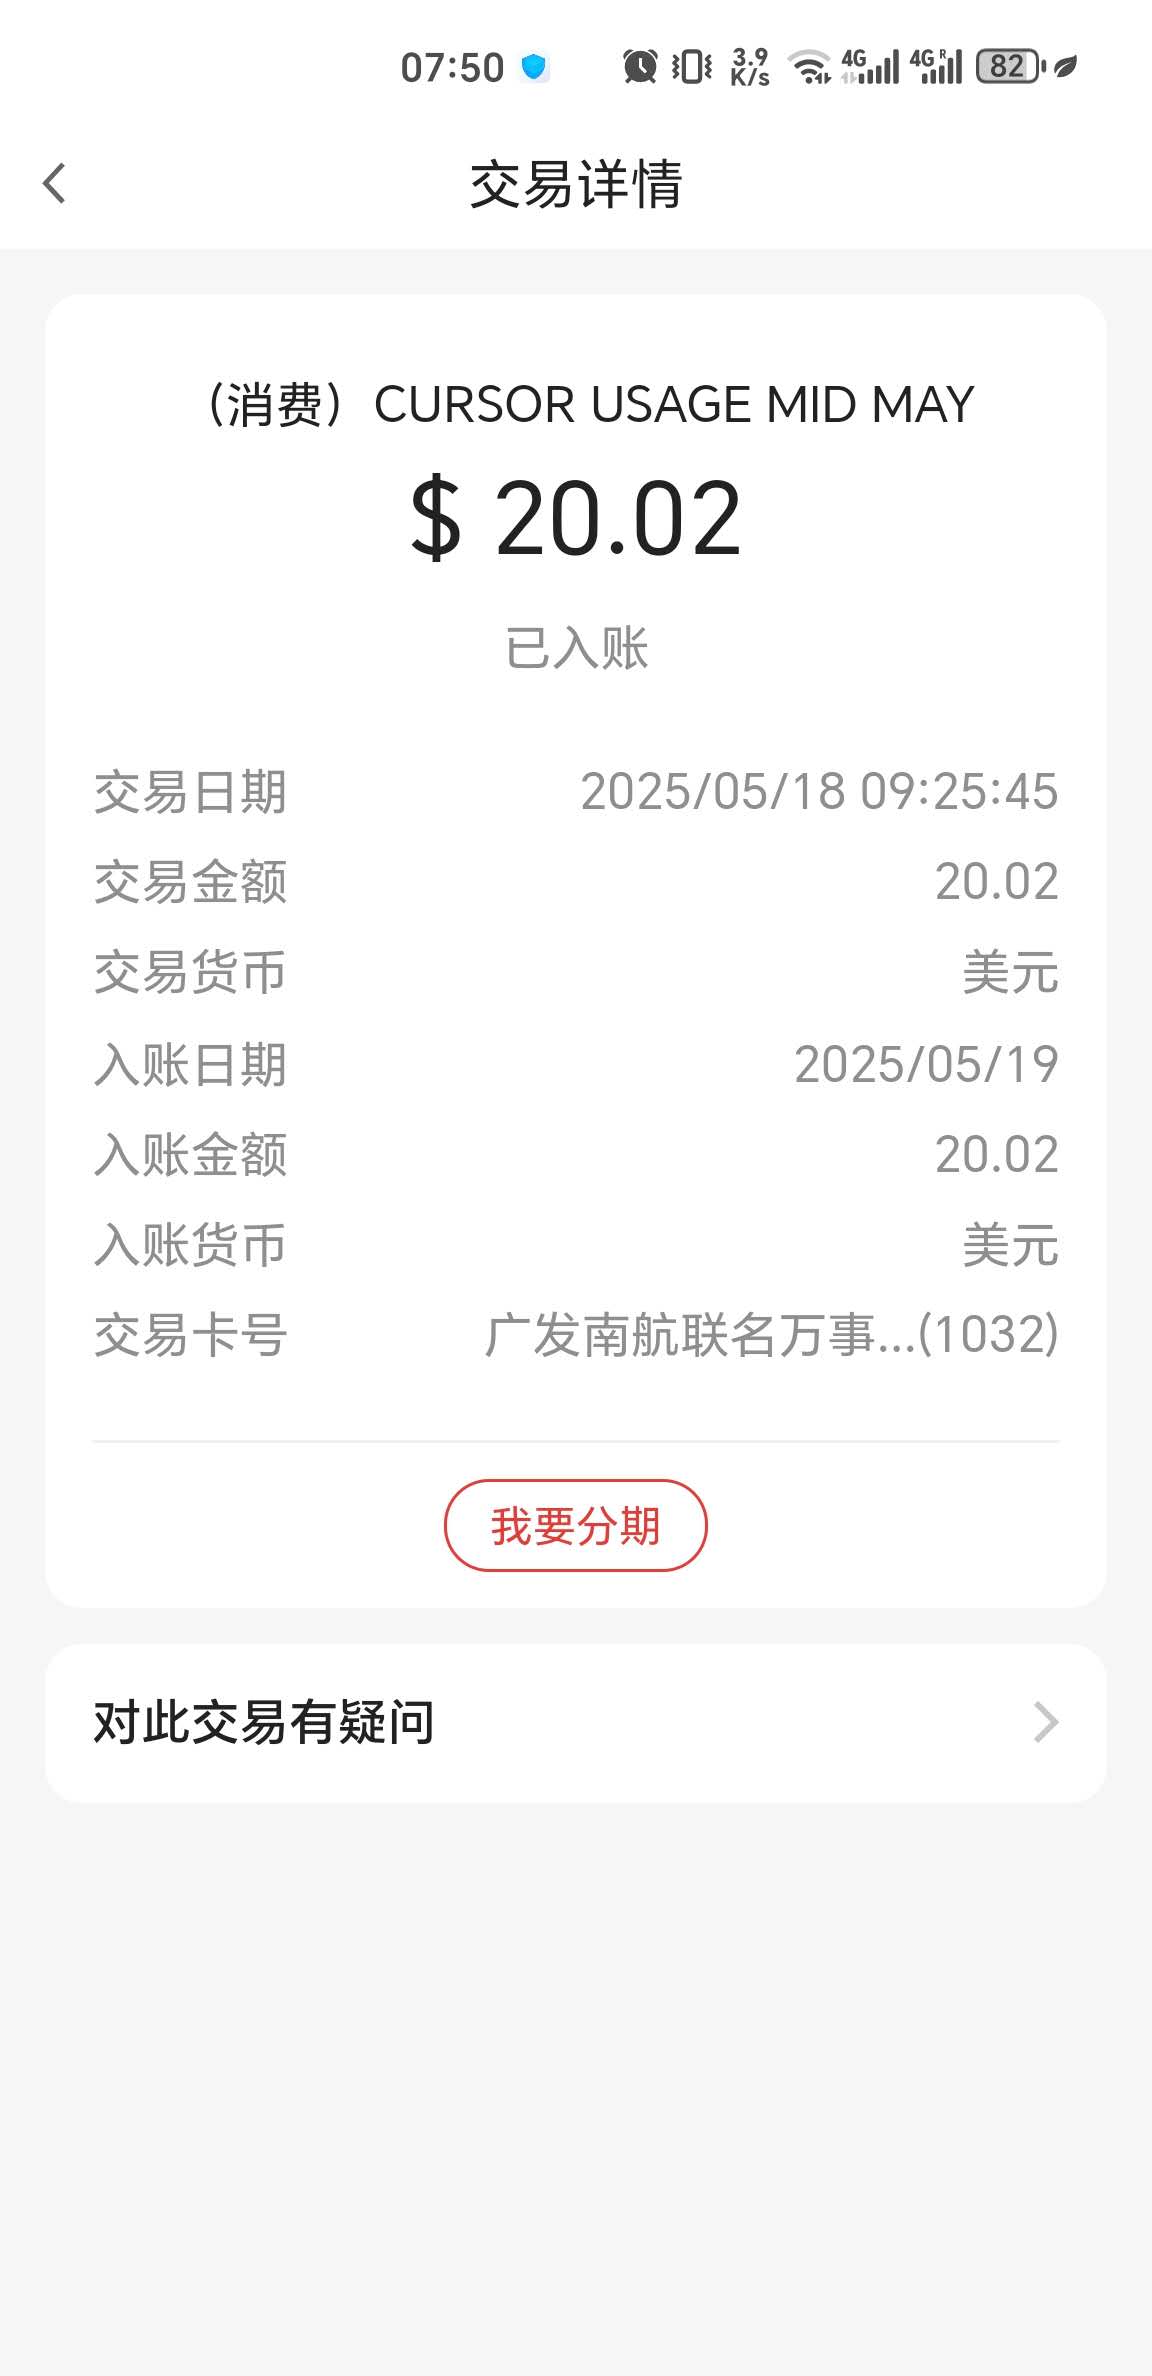 07:50 3.9 K/s 4G 4G R 82
交易详情
（消费）CURSOR USAGE MID MAY
$ 20.02
已入账
交易日期 2025/05/18 09:25:45
交易金额 20.02
交易货币 美元
入账日期 2025/05/19
入账金额 20.02
入账货币 美元
交易卡号 广发南航联名万事...(1032)
我要分期
对此交易有疑问